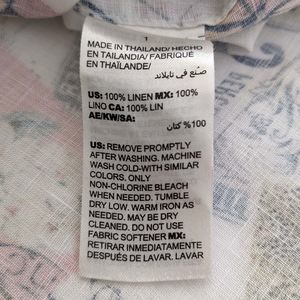 1
MADE IN THAILAND/ HECHO
EN TAILANDIA/ FABRIQUÉ
EN THAÏLANDE/
صنع في تايلاند
US: 100% LINEN MX: 100%
LINO CA: 100% LIN
AE/KW/SA:
100% كتان
US: REMOVE PROMPTLY
AFTER WASHING. MACHINE
WASH COLD-WITH SIMILAR
COLORS. ONLY
NON-CHLORINE BLEACH
WHEN NEEDED. TUMBLE
DRY LOW. WARM IRON AS
NEEDED. MAY BE DRY
CLEANED. DO NOT USE
FABRIC SOFTENER MX:
RETIRAR INMEDIATAMENTE
DESPUÉS DE LAVAR. LAVAR